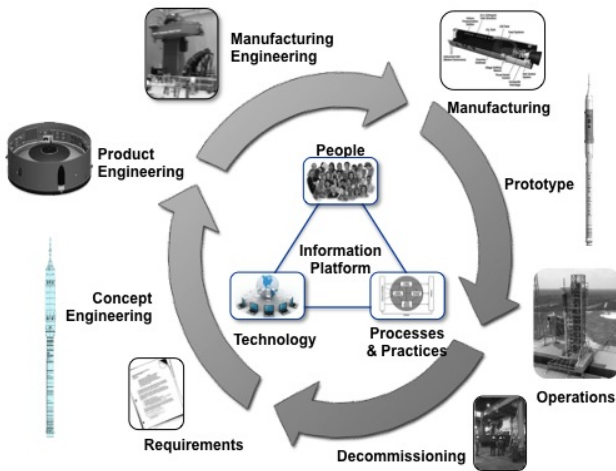 Manufacturing
Engineering
Manufacturing
People
Product
Engineering
Prototype
Information
Platform
Concept
Engineering
Technology
Processes
& Practices
Operations
Requirements
Decommissioning